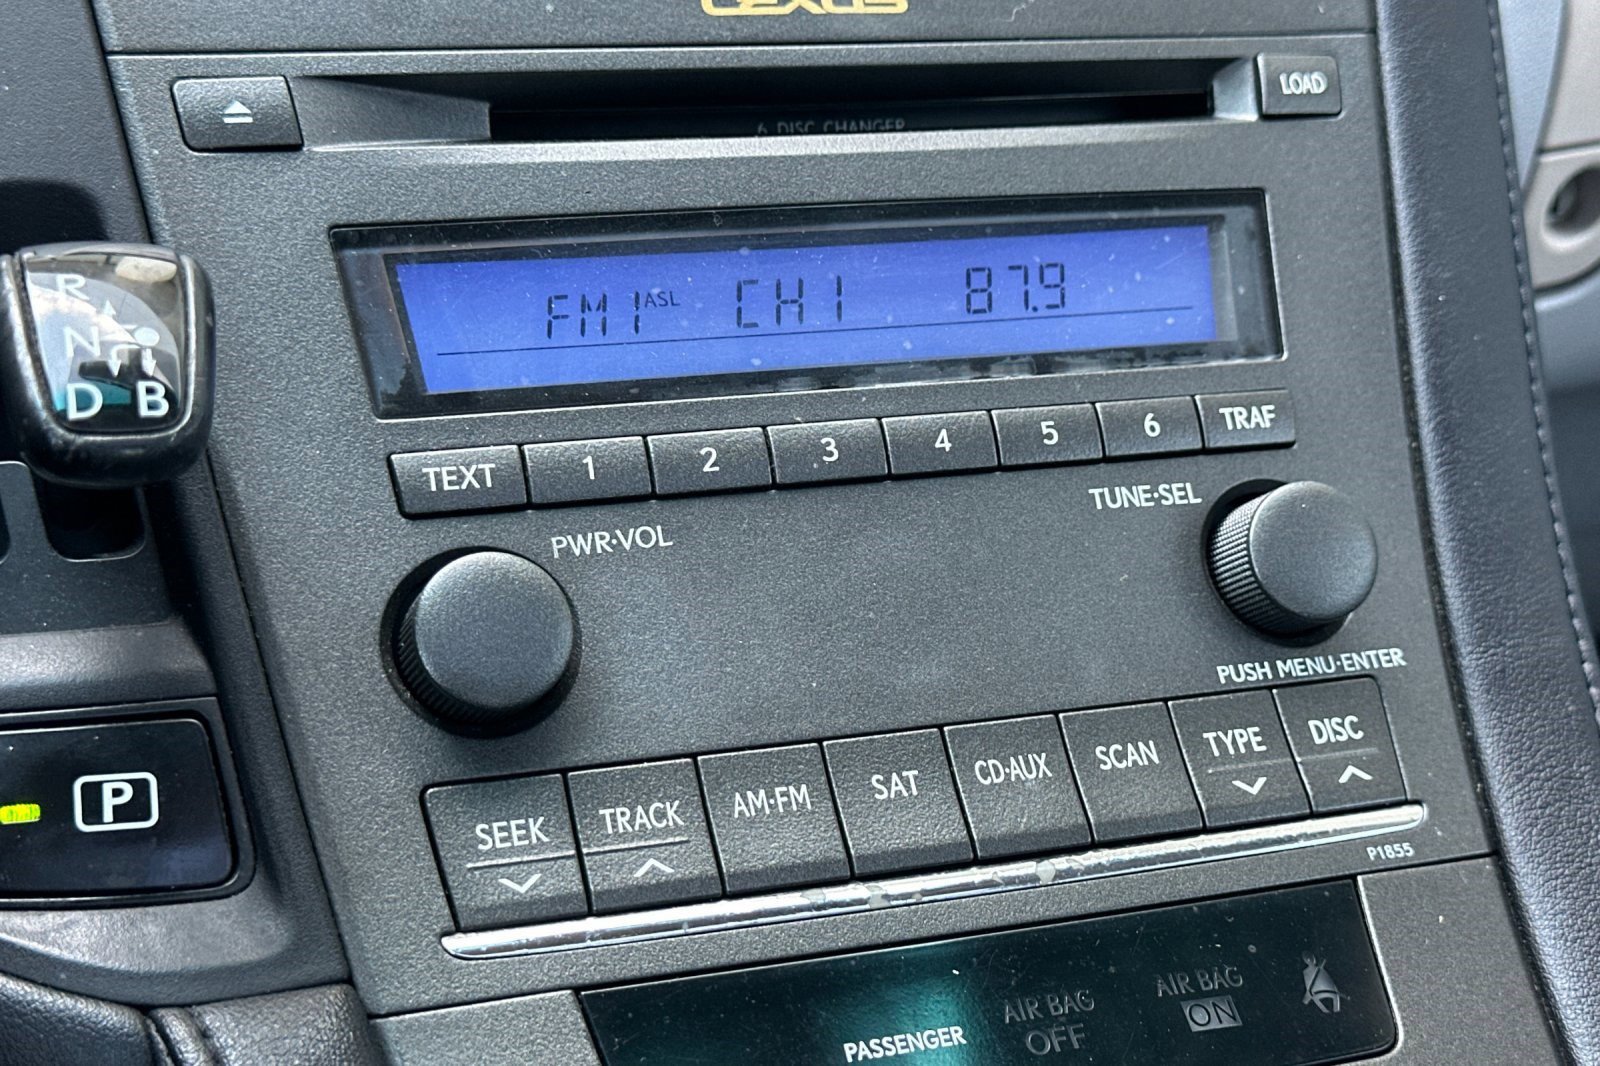 LEXUS
LOAD
6 DISC CHANGER
FM1 ASL CH1 87.9
TEXT 1 2 3 4 5 6 TRAF
PWR·VOL
TUNE·SEL
PUSH MENU·ENTER
SEEK TRACK AM·FM SAT CD·AUX SCAN TYPE DISC
P1855
R
N
D B
P
PASSENGER
AIR BAG
OFF
AIR BAG
ON